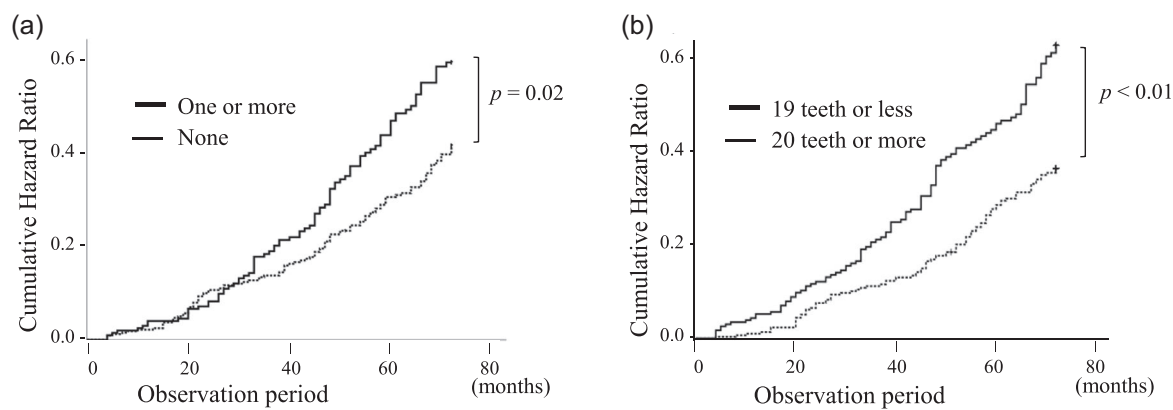 (a)
Cumulative Hazard Ratio
0.6
0.4
0.2
0.0
One or more
None
p = 0.02
0
20
40
60
80
Observation period
(months)
(b)
Cumulative Hazard Ratio
0.6
0.4
0.2
0.0
19 teeth or less
20 teeth or more
p < 0.01
0
20
40
60
80
Observation period
(months)